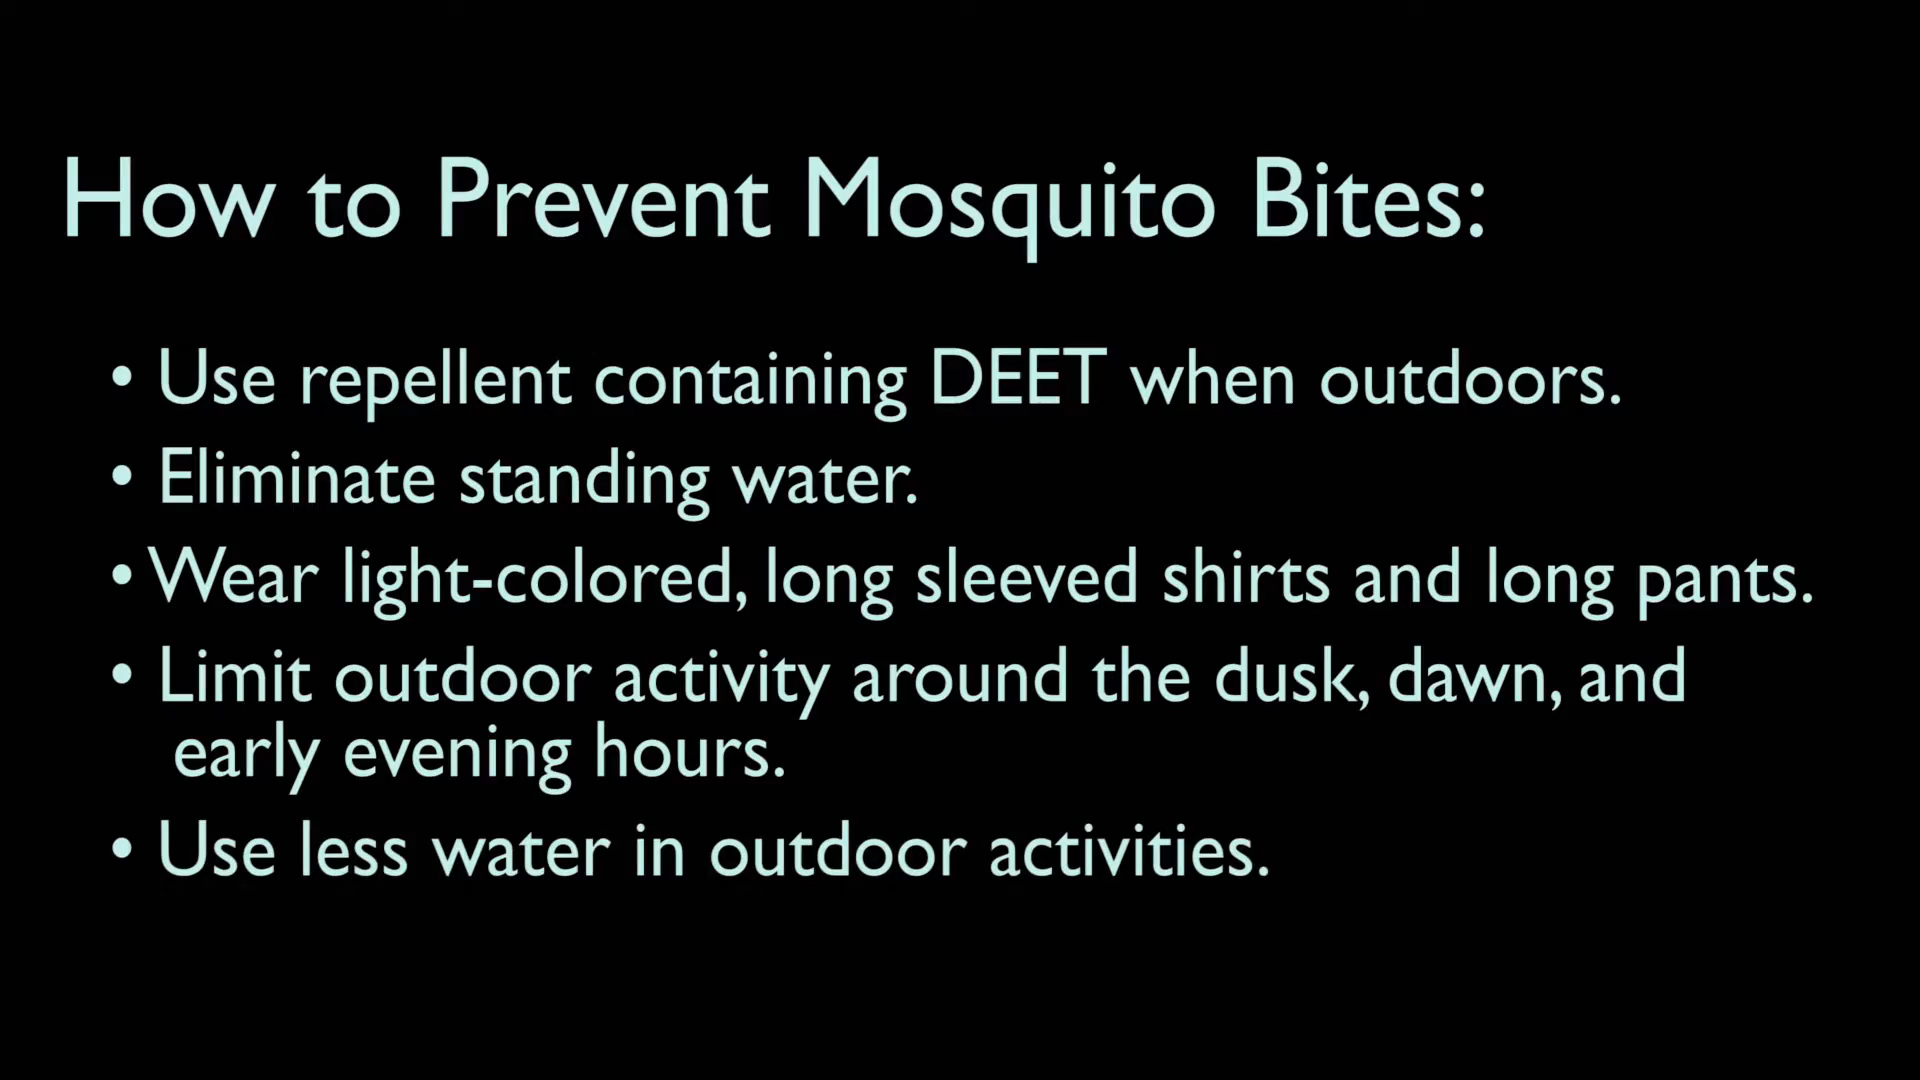 How to Prevent Mosquito Bites:
• Use repellent containing DEET when outdoors.
• Eliminate standing water.
• Wear light-colored, long sleeved shirts and long pants.
• Limit outdoor activity around the dusk, dawn, and
early evening hours.
• Use less water in outdoor activities.